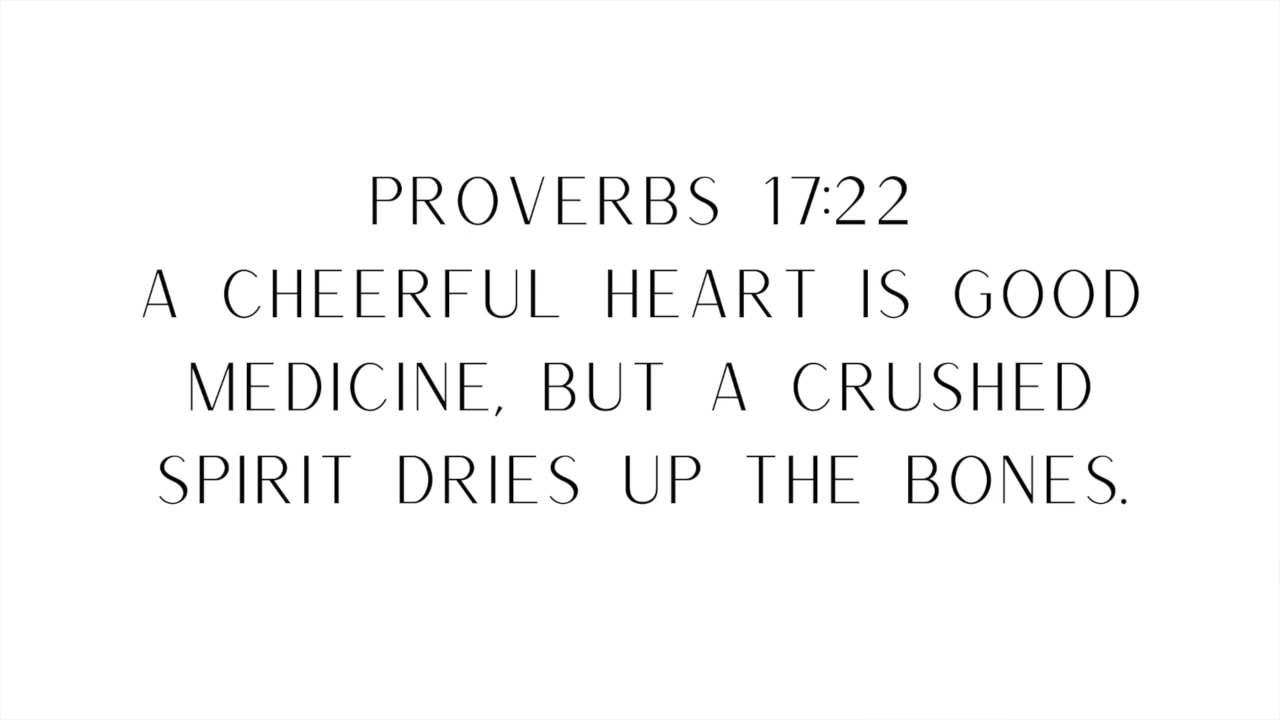 PROVERBS 17:22
A CHEERFUL HEART IS GOOD
MEDICINE, BUT A CRUSHED
SPIRIT DRIES UP THE BONES.